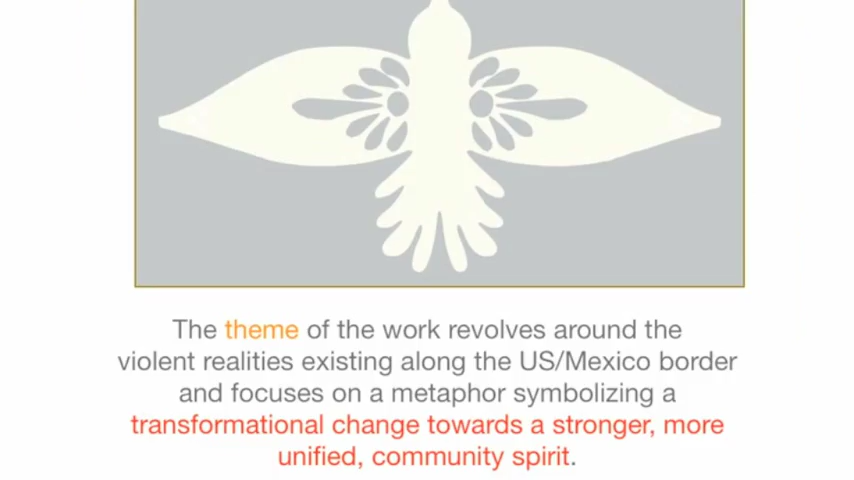 The theme of the work revolves around the
violent realities existing along the US/Mexico border
and focuses on a metaphor symbolizing a
transformational change towards a stronger, more
unified, community spirit.